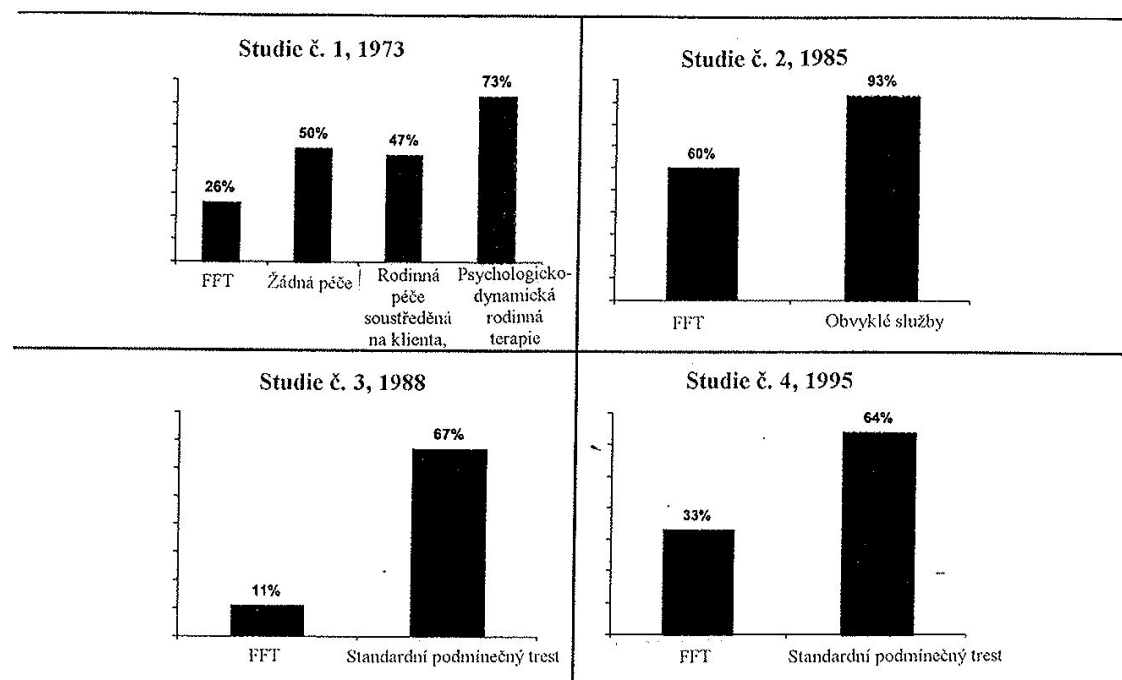 Studie č. 1, 1973
73%
50%
47%
26%
FFT
Žádná péče
Rodinná
péče
soustředěná
na klienta,
Psychologicko-
dynamická
rodinná
terapie
Studie č. 2, 1985
93%
60%
FFT
Obvyklé služby
Studie č. 3, 1988
67%
11%
FFT
Standardní podmínečný trest
Studie č. 4, 1995
64%
33%
FFT
Standardní podmínečný trest